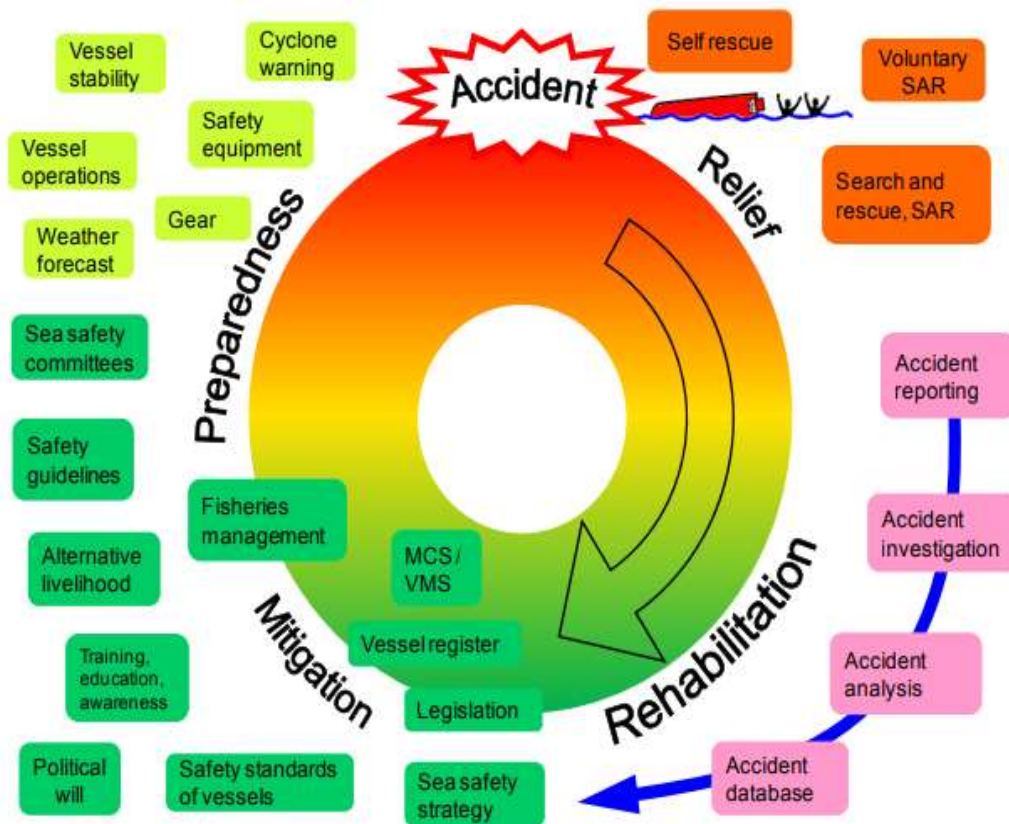 Vessel
stability
Cyclone
warning
Accident
Self rescue
Voluntary
SAR
Safety
equipment
Vessel
operations
Search and
rescue, SAR
Gear
Weather
forecast
Preparedness
Relief
Sea safety
committees
Accident
reporting
Safety
guidelines
Fisheries
management
Accident
investigation
Alternative
livelihood
MCS /
VMS
Mitigation
Rehabilitation
Vessel register
Training,
education,
awareness
Accident
analysis
Legislation
Political
will
Safety standards
of vessels
Sea safety
strategy
Accident
database